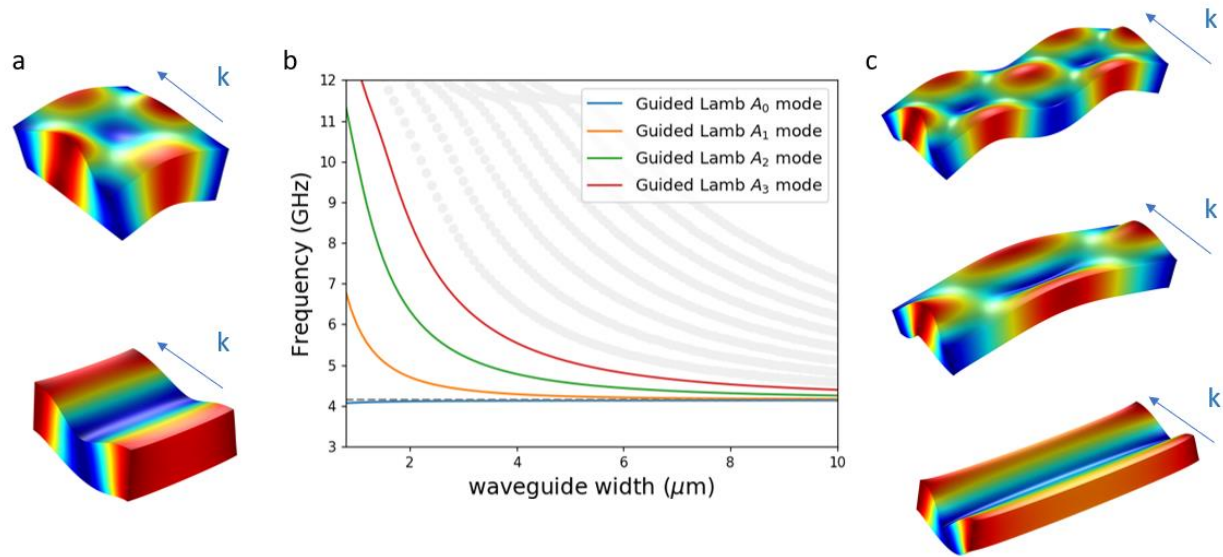 a
k
k
b
12
11
10
9
8
7
6
5
4
3
Frequency (GHz)
Guided Lamb A₀ mode
Guided Lamb A₁ mode
Guided Lamb A₂ mode
Guided Lamb A₃ mode
2
4
6
8
10
waveguide width (μm)
c
k
k
k